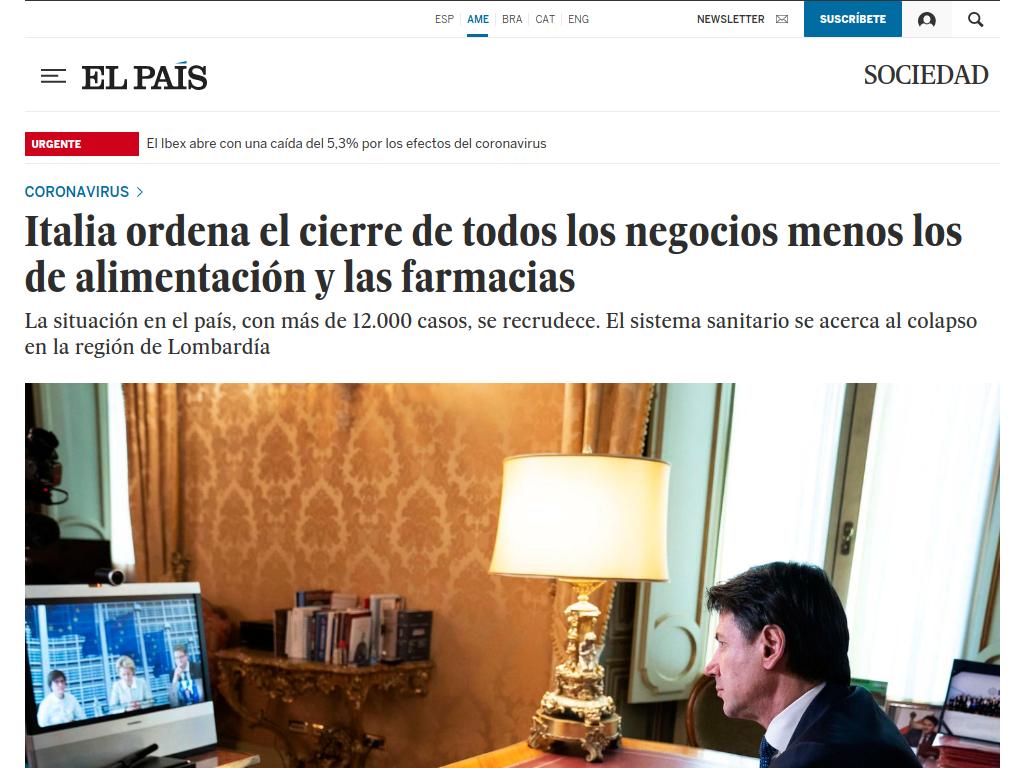 ESP AME BRA CAT ENG NEWSLETTER SUSCRÍBETE
EL PAÍS SOCIEDAD
URGENTE El Ibex abre con una caída del 5,3% por los efectos del coronavirus
CORONAVIRUS
Italia ordena el cierre de todos los negocios menos los
de alimentación y las farmacias
La situación en el país, con más de 12.000 casos, se recrudece. El sistema sanitario se acerca al colapso
en la región de Lombardía